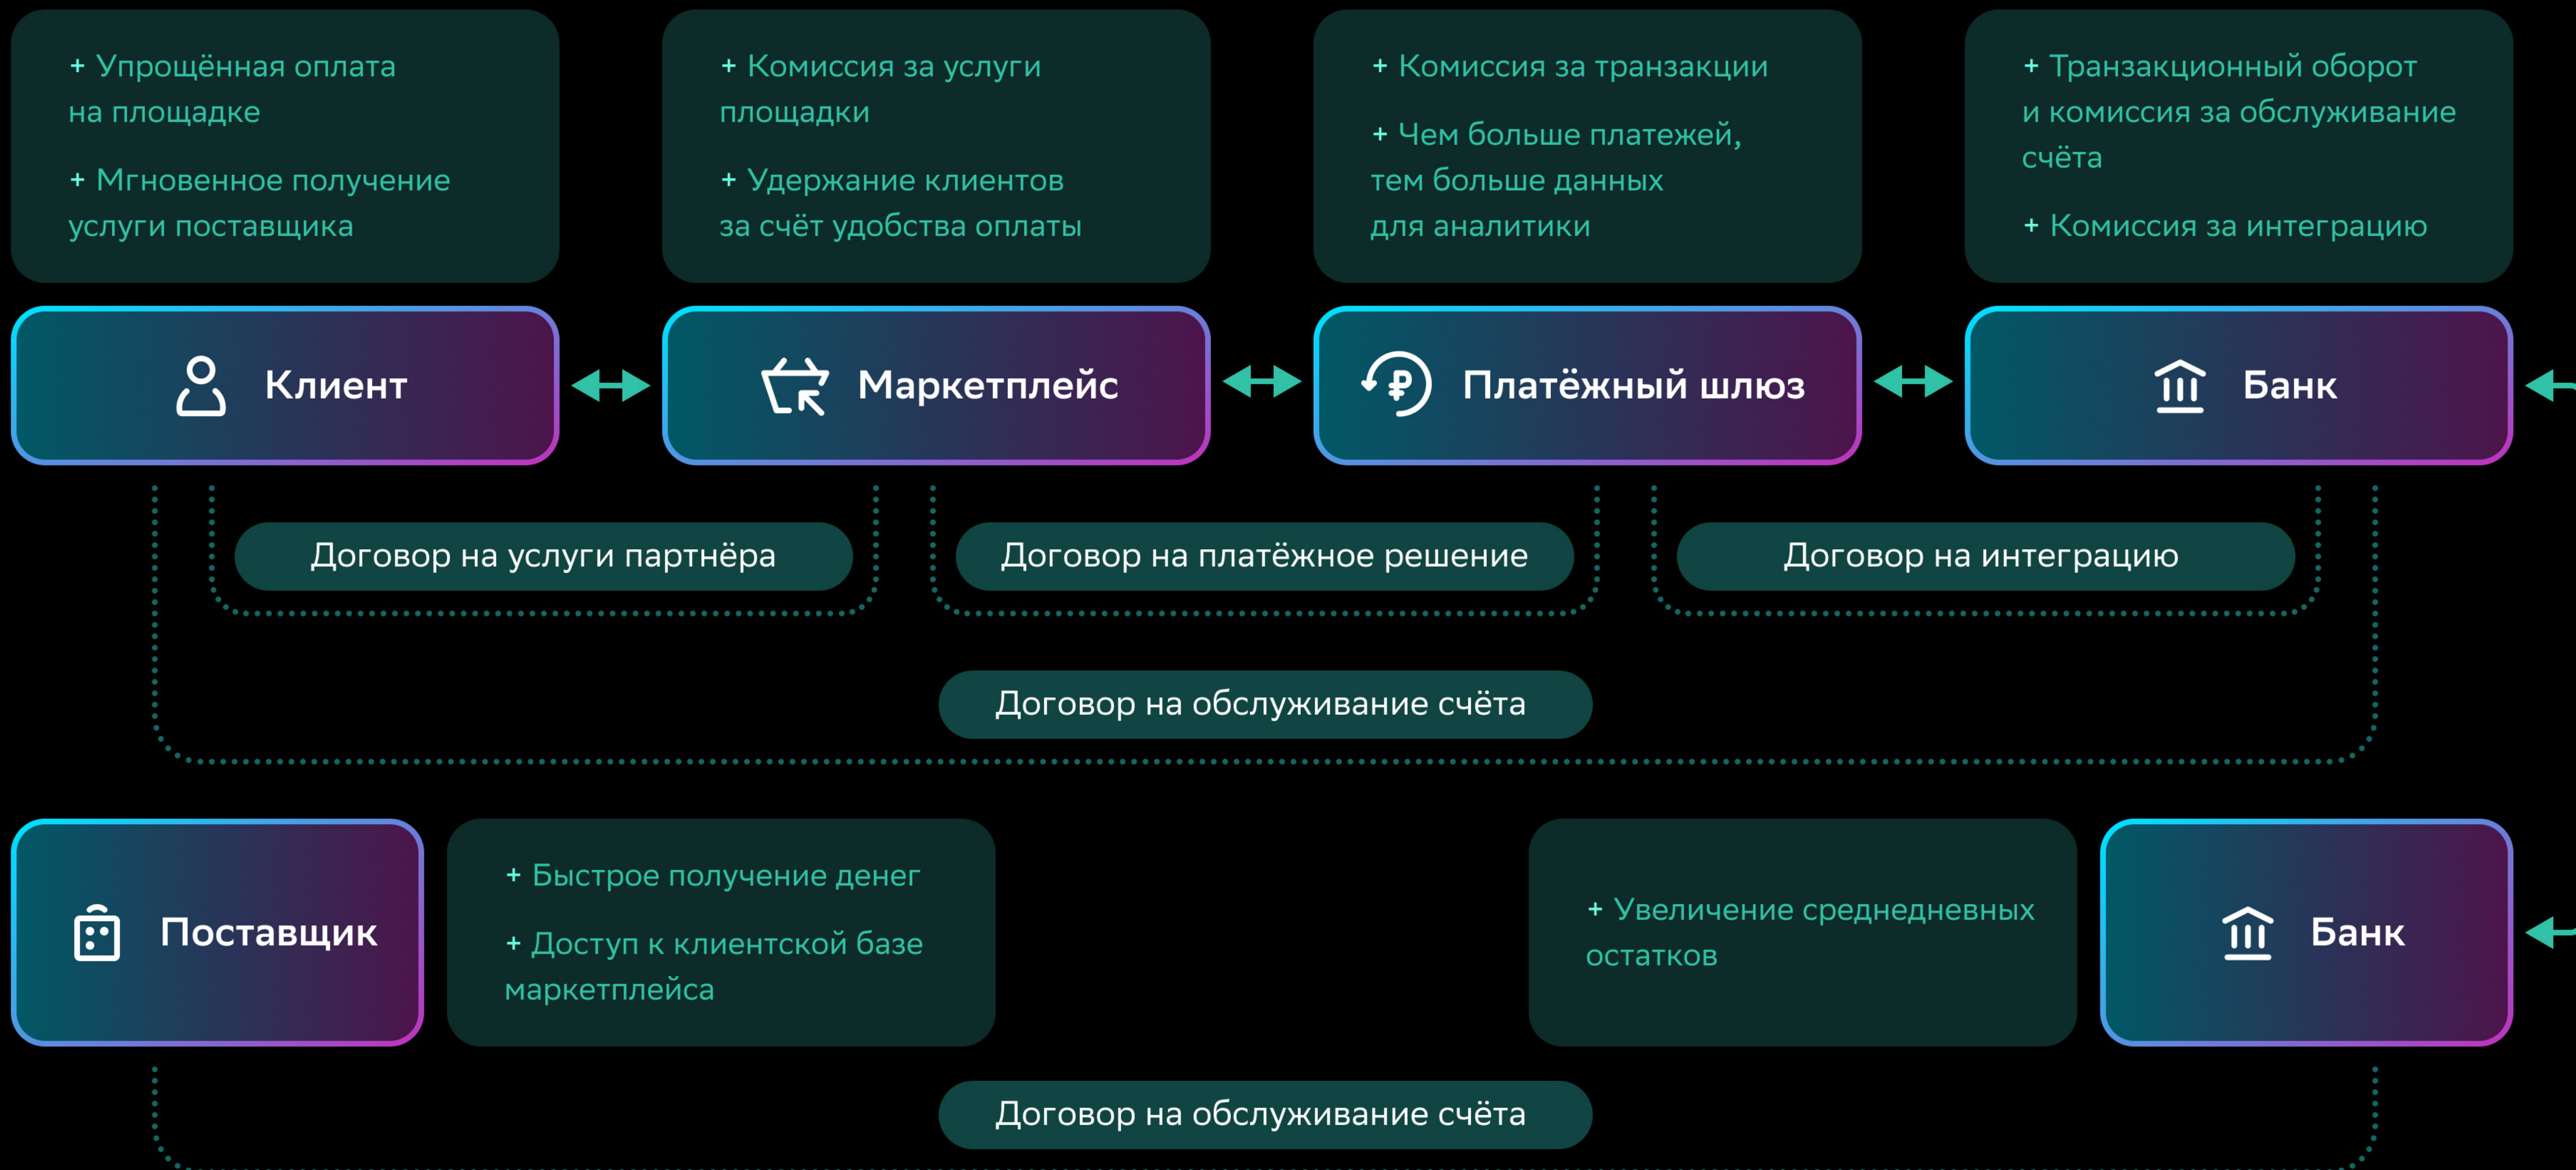 + Упрощённая оплата
на площадке
+ Мгновенное получение
услуги поставщика
+ Комиссия за услуги
площадки
+ Удержание клиентов
за счёт удобства оплаты
+ Комиссия за транзакции
+ Чем больше платежей,
тем больше данных
для аналитики
+ Транзакционный оборот
и комиссия за обслуживание
счёта
+ Комиссия за интеграцию
Клиент
Маркетплейс
Платёжный шлюз
Банк
Договор на услуги партнёра
Договор на платёжное решение
Договор на интеграцию
Договор на обслуживание счёта
Поставщик
+ Быстрое получение денег
+ Доступ к клиентской базе
маркетплейса
+ Увеличение среднедневных
остатков
Банк
Договор на обслуживание счёта